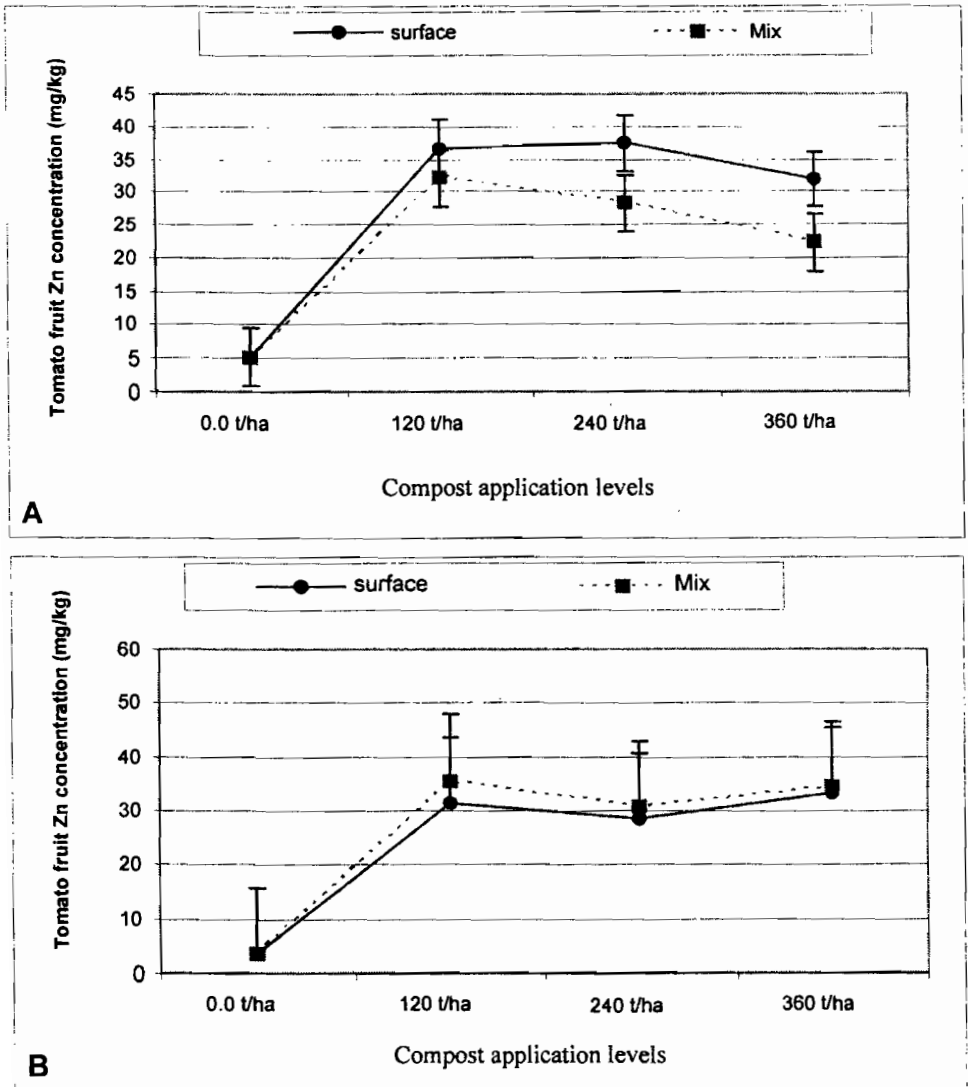 surface Mix
Tomato fruit Zn concentration (mg/kg)
45
40
35
30
25
20
15
10
5
0
0.0 t/ha 120 t/ha 240 t/ha 360 t/ha
Compost application levels
A
surface Mix
Tomato fruit Zn concentration (mg/kg)
60
50
40
30
20
10
0
0.0 t/ha 120 t/ha 240 t/ha 360 t/ha
Compost application levels
B